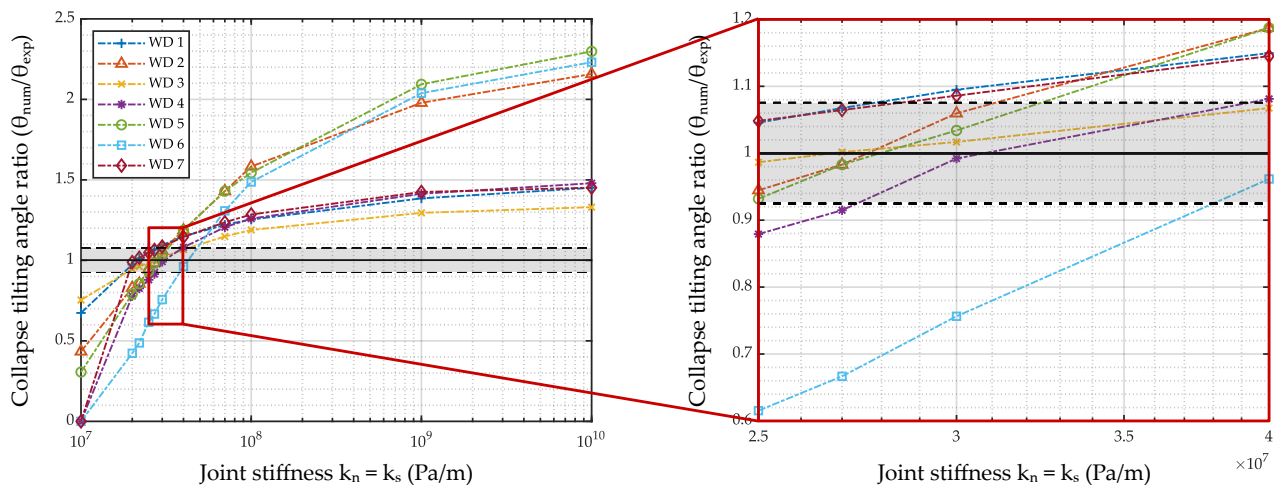 Collapse tilting angle ratio (θnum/θexp)
2.5
2
1.5
1
0.5
0
WD 1
WD 2
WD 3
WD 4
WD 5
WD 6
WD 7
10^7
10^8
10^9
10^10
Joint stiffness kn = ks (Pa/m)
Collapse tilting angle ratio (θnum/θexp)
1.2
1.1
1
0.9
0.8
0.7
0.6
2.5
3
3.5
4
×10^7
Joint stiffness kn = ks (Pa/m)